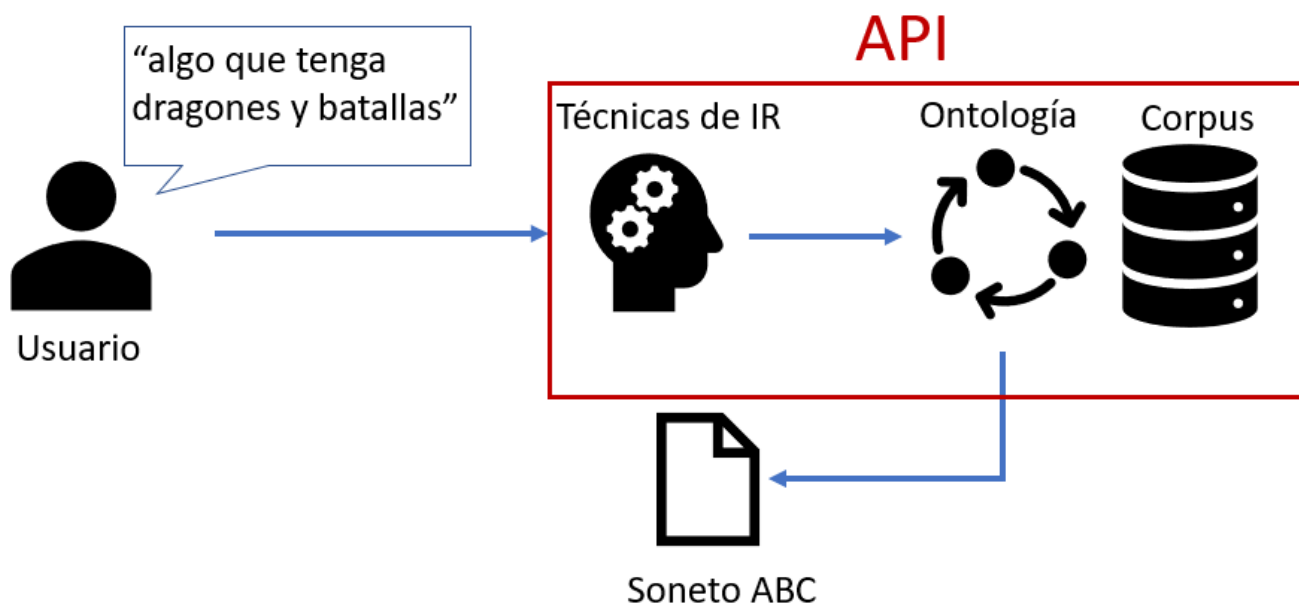 “algo que tenga
dragones y batallas”
Usuario
API
Técnicas de IR
Ontología
Corpus
Soneto ABC